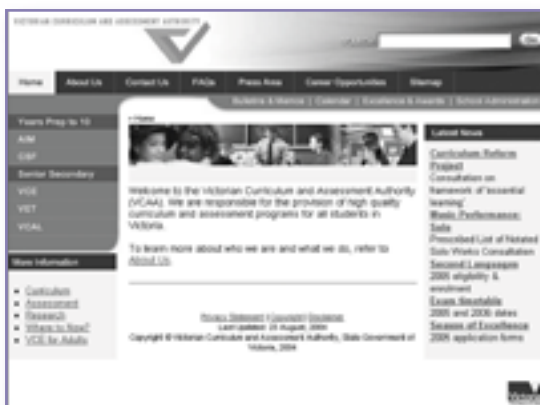 VICTORIAN CURRICULUM AND ASSESSMENT AUTHORITY
Go
Home About Us Contact Us FAQs Press Area Career Opportunities Sitemap
Bulletins & Memos | Calendar | Excellence & Awards | School Administration
Years Prep to 10
AIM
CSF
Senior Secondary
VCE
VET
VCAL
More Information
Curriculum
Assessment
Research
Where to Now?
VCE for Adults
» Home
Welcome to the Victorian Curriculum and Assessment Authority
(VCAA). We are responsible for the provision of high quality
curriculum and assessment programs for all students in
Victoria.
To learn more about who we are and what we do, refer to
About Us.
Privacy Statement | Copyright | Disclaimer
Last Updated: 23 August,
Copyright © Victorian Curriculum and Assessment Authority, State Government of
Victoria, 2004
Latest News
Curriculum Reform
Project
Consultation on
framework of 'essential
learning'
Music Performance:
Solo
Prescribed List of Notated
Solo Works Consultation
Second Languages
2005 eligibility &
enrolment
Exam timetable
2005 and 2006 dates
Season of Excellence
2005 application forms